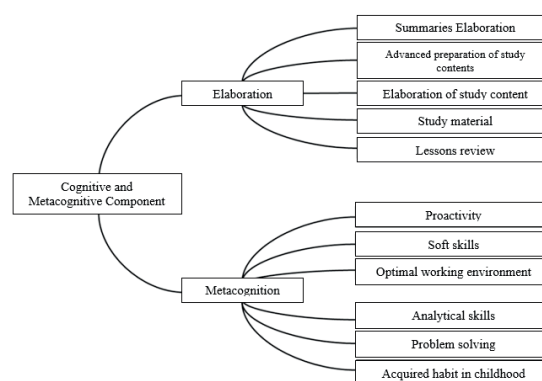 Summaries Elaboration
Advanced preparation of study
contents
Elaboration
Elaboration of study content
Study material
Lessons review
Cognitive and
Metacognitive Component
Proactivity
Soft skills
Optimal working environment
Metacognition
Analytical skills
Problem solving
Acquired habit in childhood